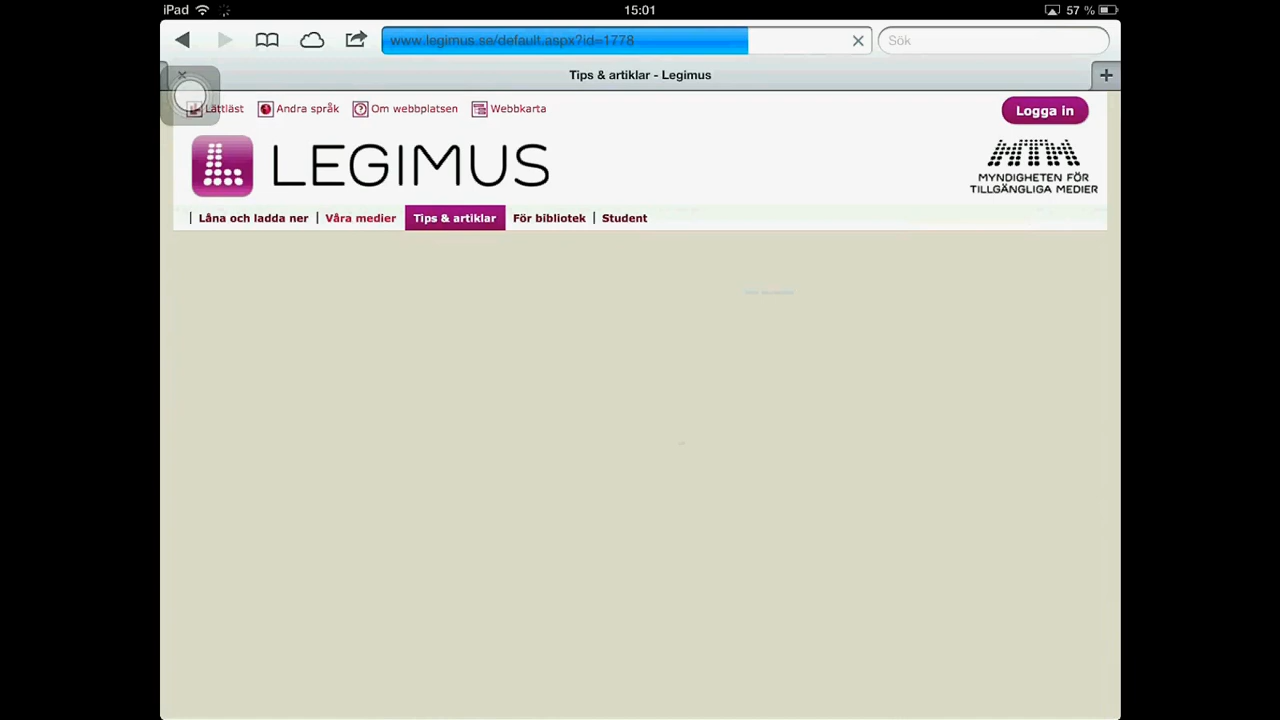 iPad 15:01 57 %
www.legimus.se/default.aspx?id=1778 Sök
Tips & artiklar - Legimus
Lättläst Andra språk Om webbplatsen Webbkarta Logga in
LEGIMUS
MTM
MYNDIGHETEN FÖR
TILLGÄNGLIGA MEDIER
Låna och ladda ner Våra medier Tips & artiklar För bibliotek Student